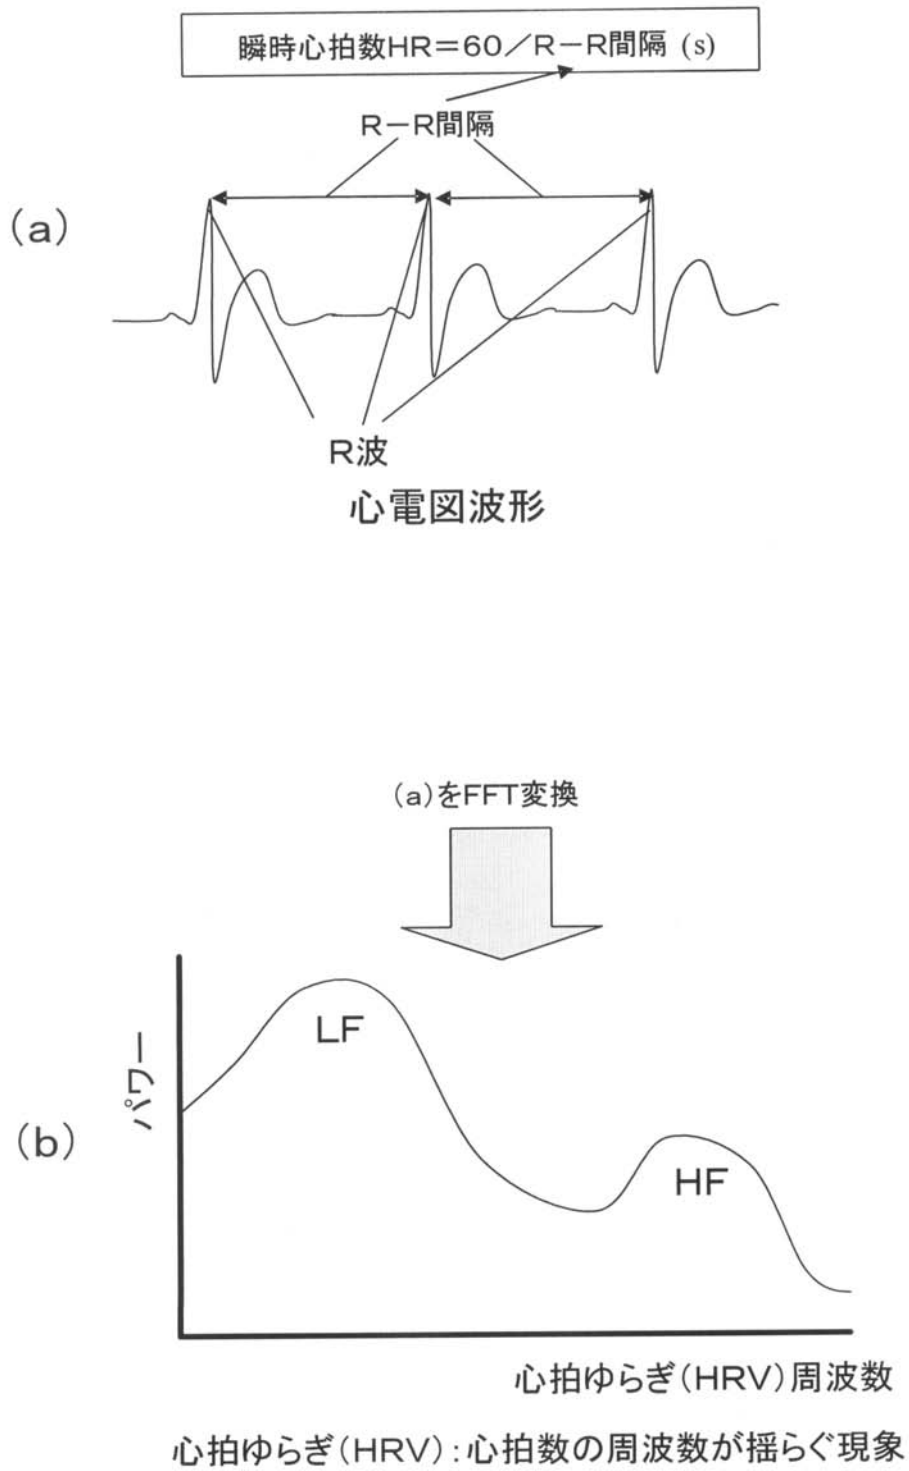 瞬時心拍数HR＝60／R－R間隔 (s)
R－R間隔
(a)
R波
心電図波形
(a)をFFT変換
LF
パワー
(b)
HF
心拍ゆらぎ(HRV)周波数
心拍ゆらぎ(HRV)：心拍数の周波数が揺らぐ現象